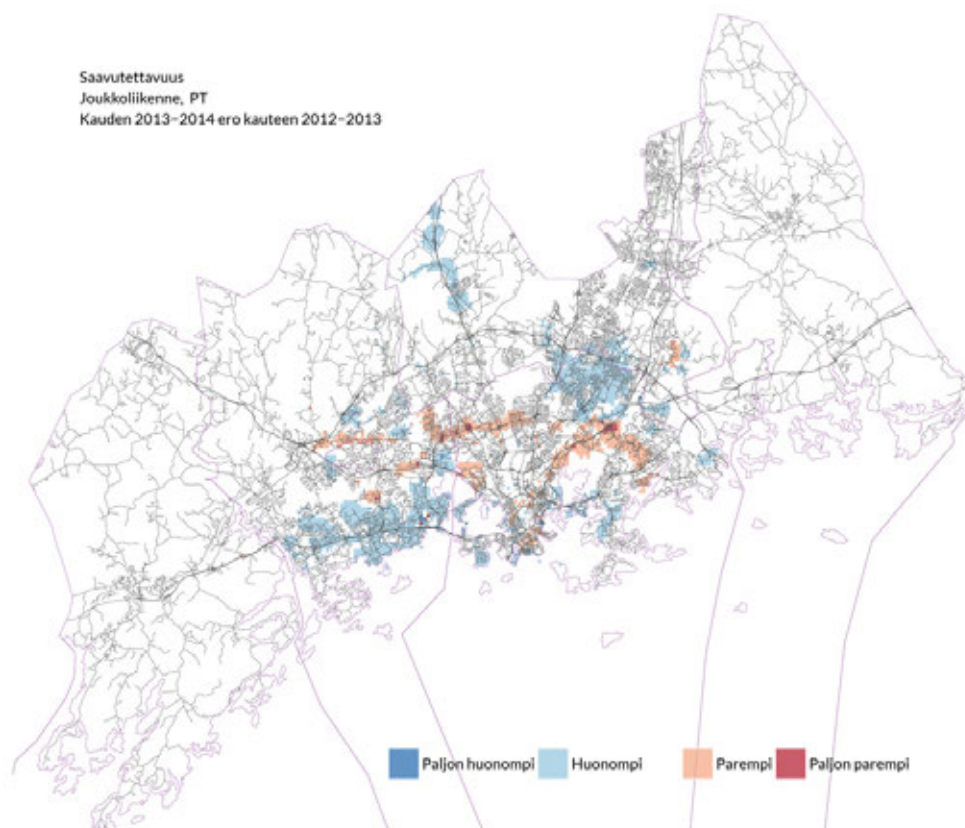 Saavutettavuus
Joukkoliikenne, PT
Kauden 2013–2014 ero kauteen 2012–2013
Paljon huonompi Huonompi Parempi Paljon parempi